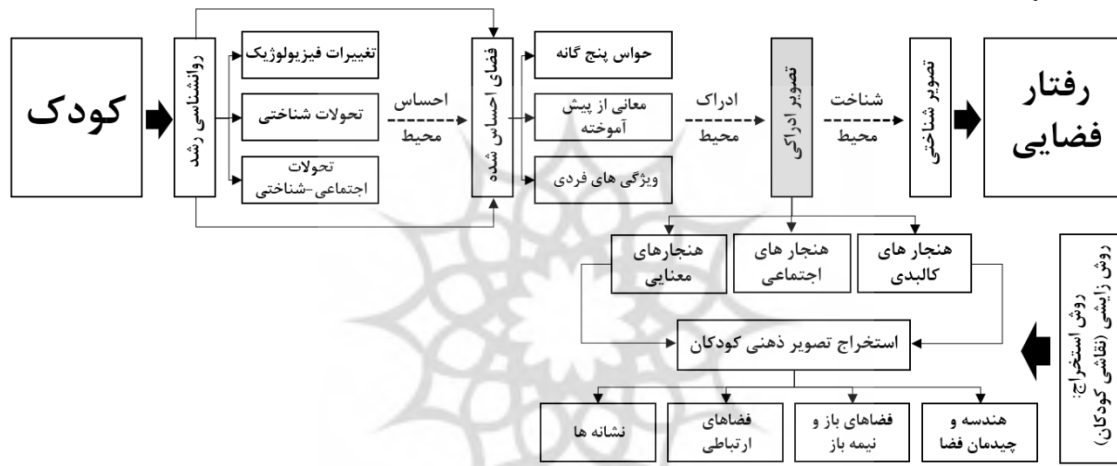 کودک
روانشناسی رشد
تغییرات فیزیولوژیک
تحولات شناختی
تحولات
اجتماعی-شناختی
احساس
محیط
فضای احساس شده
حواس پنج گانه
معانی از پیش
آموخته
ویژگی های فردی
ادراک
محیط
تصویر ادراکی
شناخت
محیط
تصویر شناختی
رفتار
فضایی
هنجارهای
معنایی
هنجار های
اجتماعی
هنجار های
کالبدی
استخراج تصویر ذهنی کودکان
نشانه ها
فضاهای
ارتباطی
فضاهای باز و
نیمه باز
هندسه و
چیدمان فضا
روش استخراج:
روش زایشی (نقاشی کودکان)